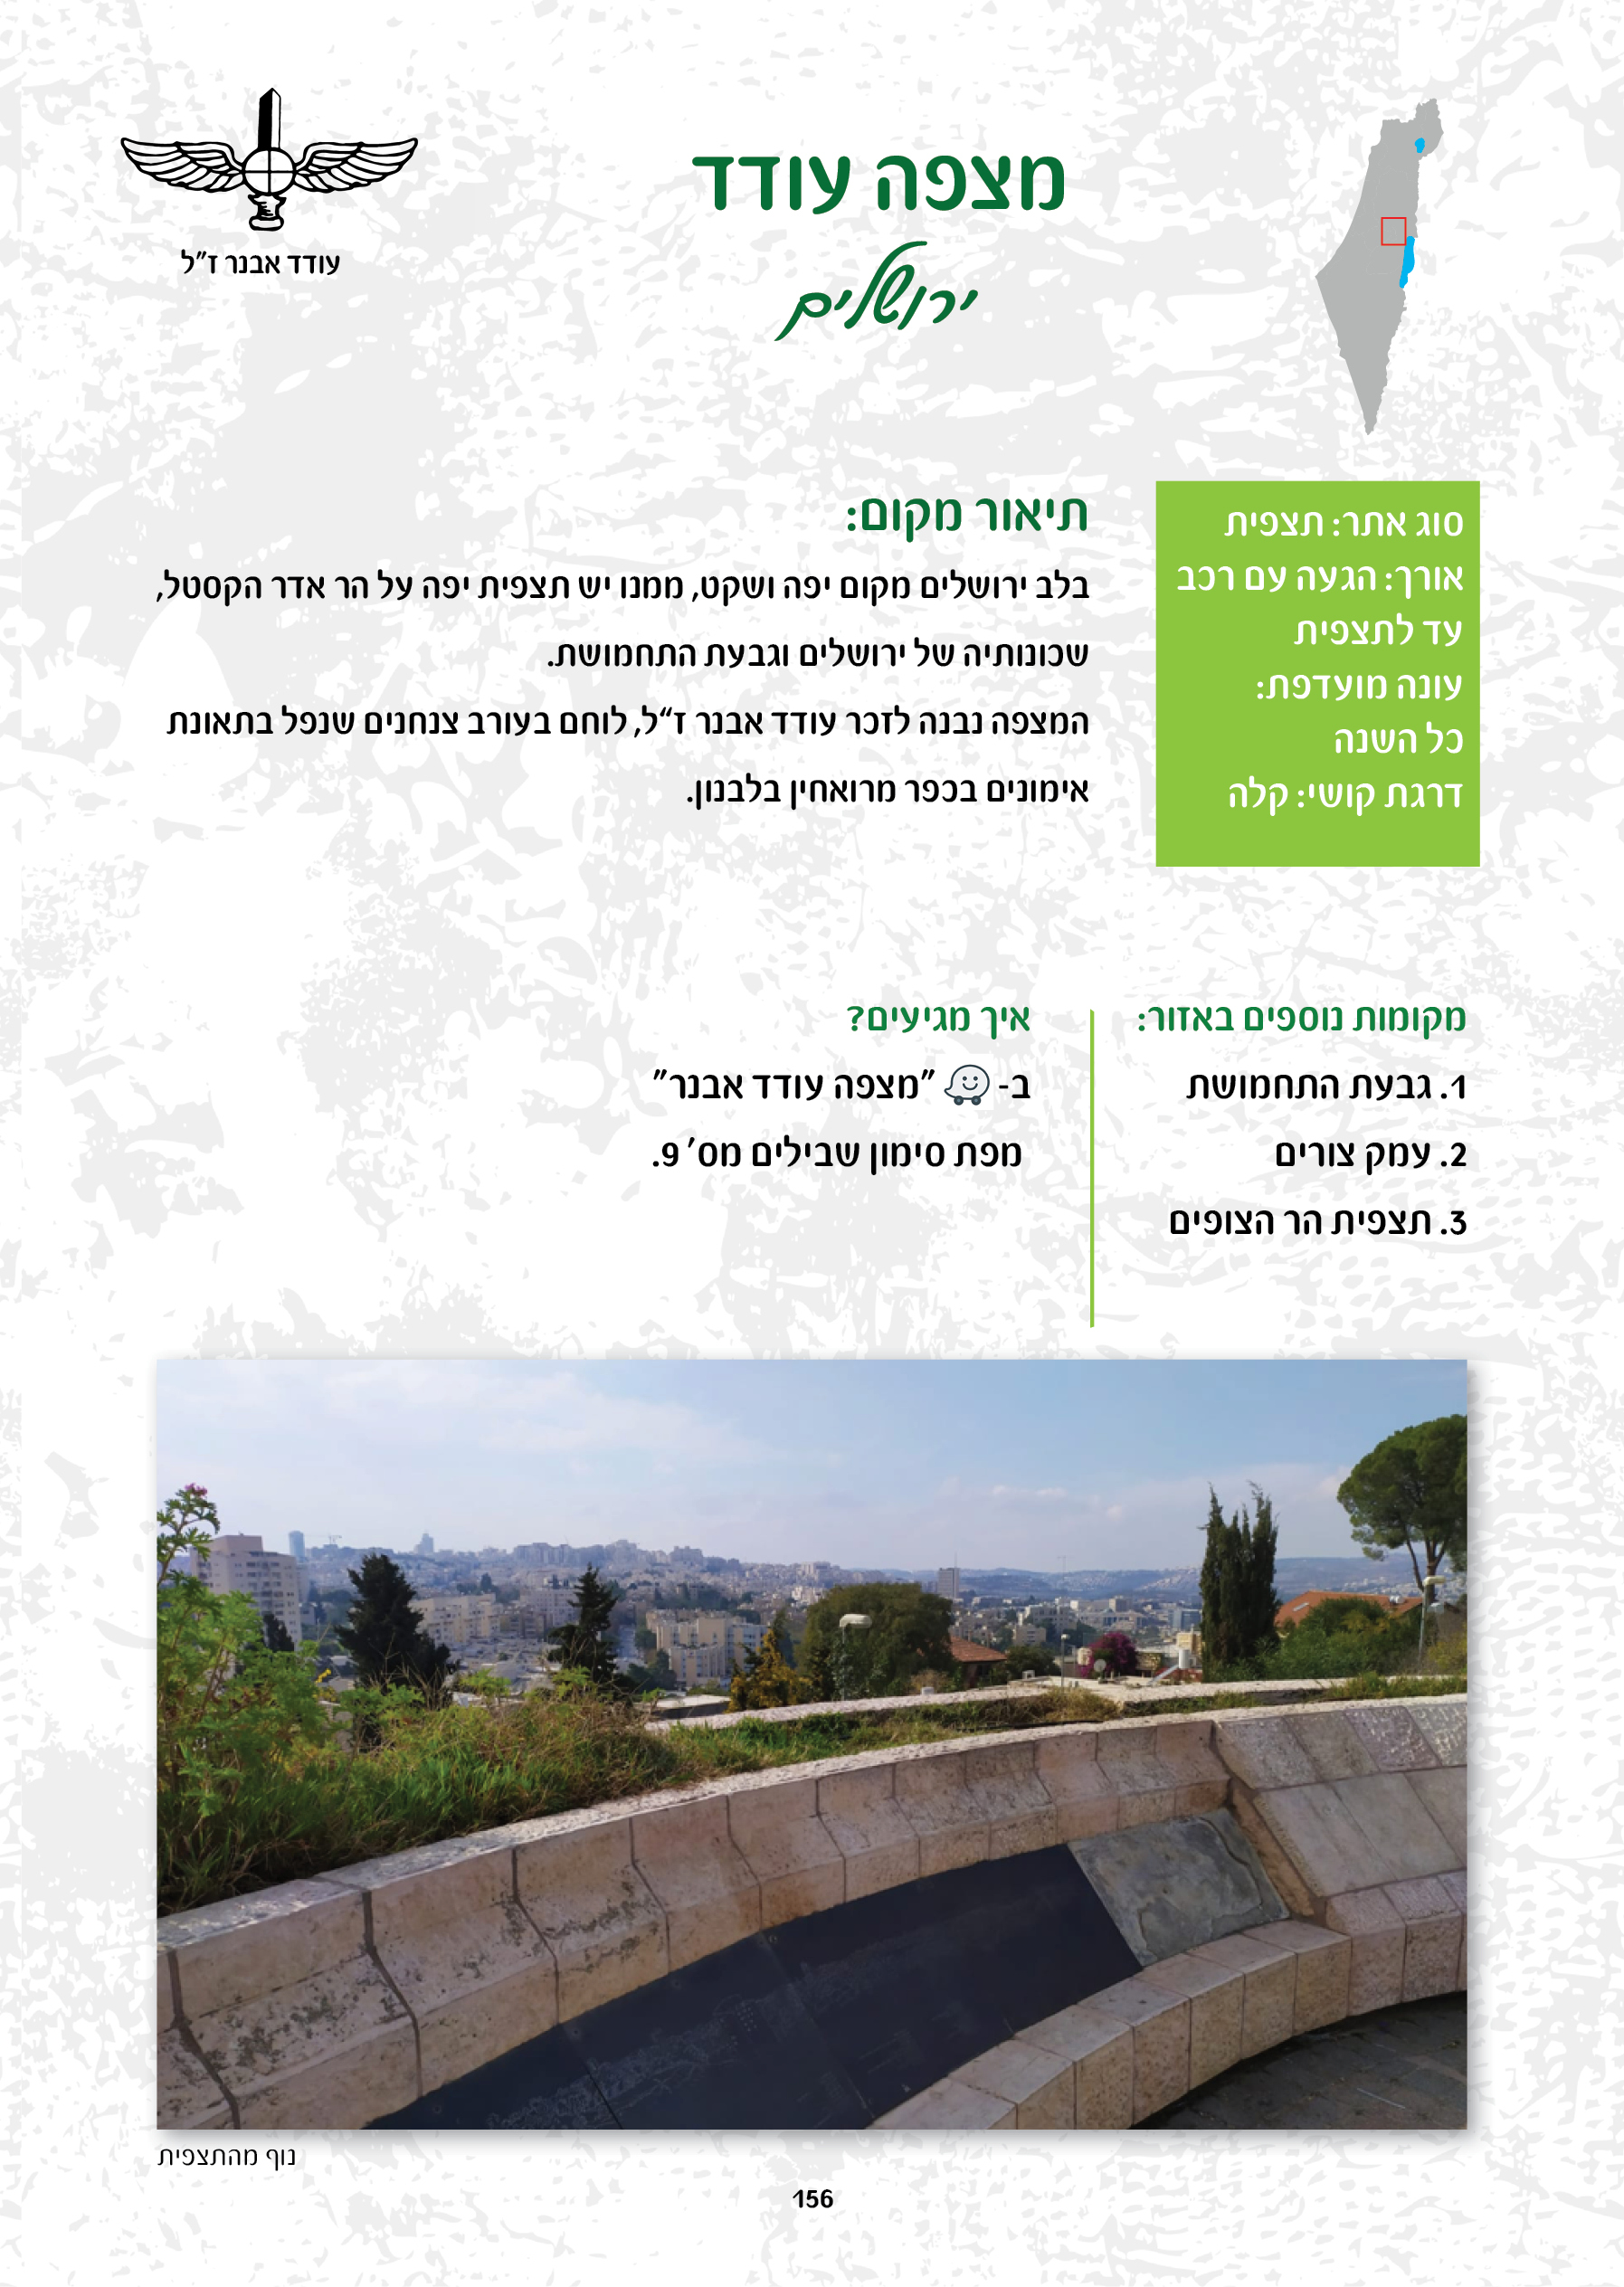 מצפה עודד
ירושלים
עודד אבנר ז"ל
סוג אתר: תצפית
אורך: הגעה עם רכב
עד לתצפית
עונה מועדפת:
כל השנה
דרגת קושי: קלה
תיאור מקום:
בלב ירושלים מקום יפה ושקט, ממנו יש תצפית יפה על הר אדר הקסטל,
שכונותיה של ירושלים וגבעת התחמושת.
המצפה נבנה לזכר עודד אבנר ז"ל, לוחם בעורב צנחנים שנפל בתאונת
אימונים בכפר מרואחין בלבנון.
מקומות נוספים באזור:
1. גבעת התחמושת
2. עמק צורים
3. תצפית הר הצופים
איך מגיעים?
ב- "מצפה עודד אבנר"
מפת סימון שבילים מס' 9.
נוף מהתצפית
156